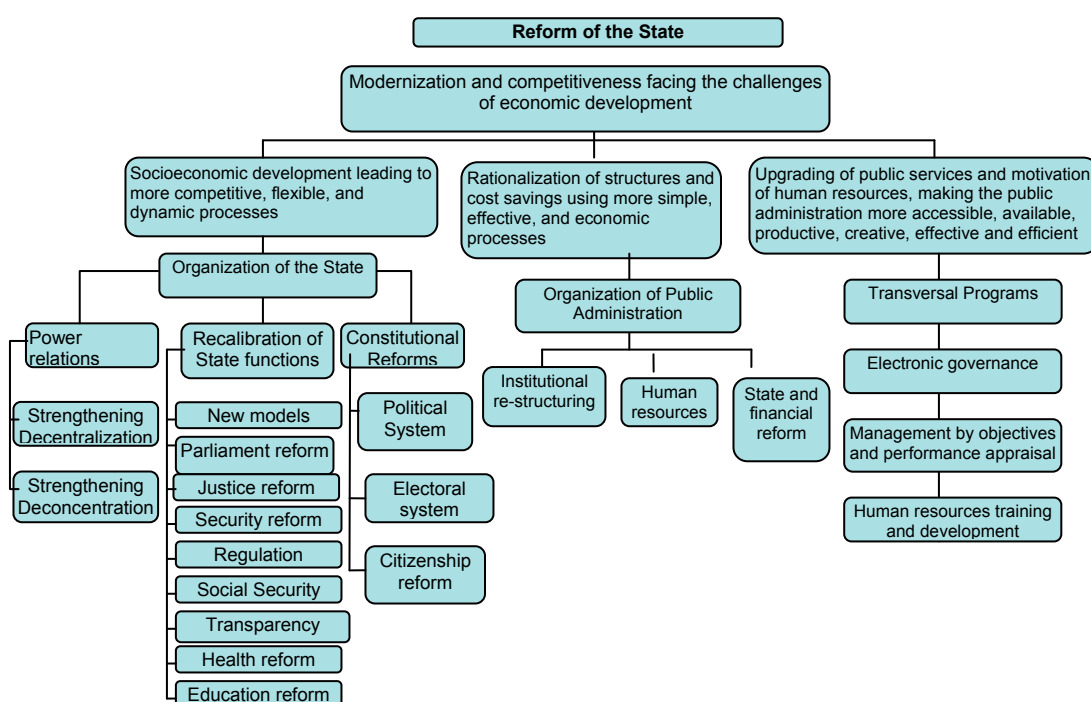 Reform of the State
Modernization and competitiveness facing the challenges
of economic development
Socioeconomic development leading to
more competitive, flexible, and
dynamic processes
Rationalization of structures and
cost savings using more simple,
effective, and economic
processes
Upgrading of public services and motivation
of human resources, making the public
administration more accessible, available,
productive, creative, effective and efficient
Organization of the State
Power
relations
Strengthening
Decentralization
Strengthening
Deconcentration
Recalibration of
State functions
New models
Parliament reform
Justice reform
Security reform
Regulation
Social Security
Transparency
Health reform
Education reform
Constitutional
Reforms
Political
System
Electoral
system
Citizenship
reform
Organization of Public
Administration
Institutional
re-structuring
Human
resources
State and
financial
reform
Transversal Programs
Electronic governance
Management by objectives
and performance appraisal
Human resources training
and development